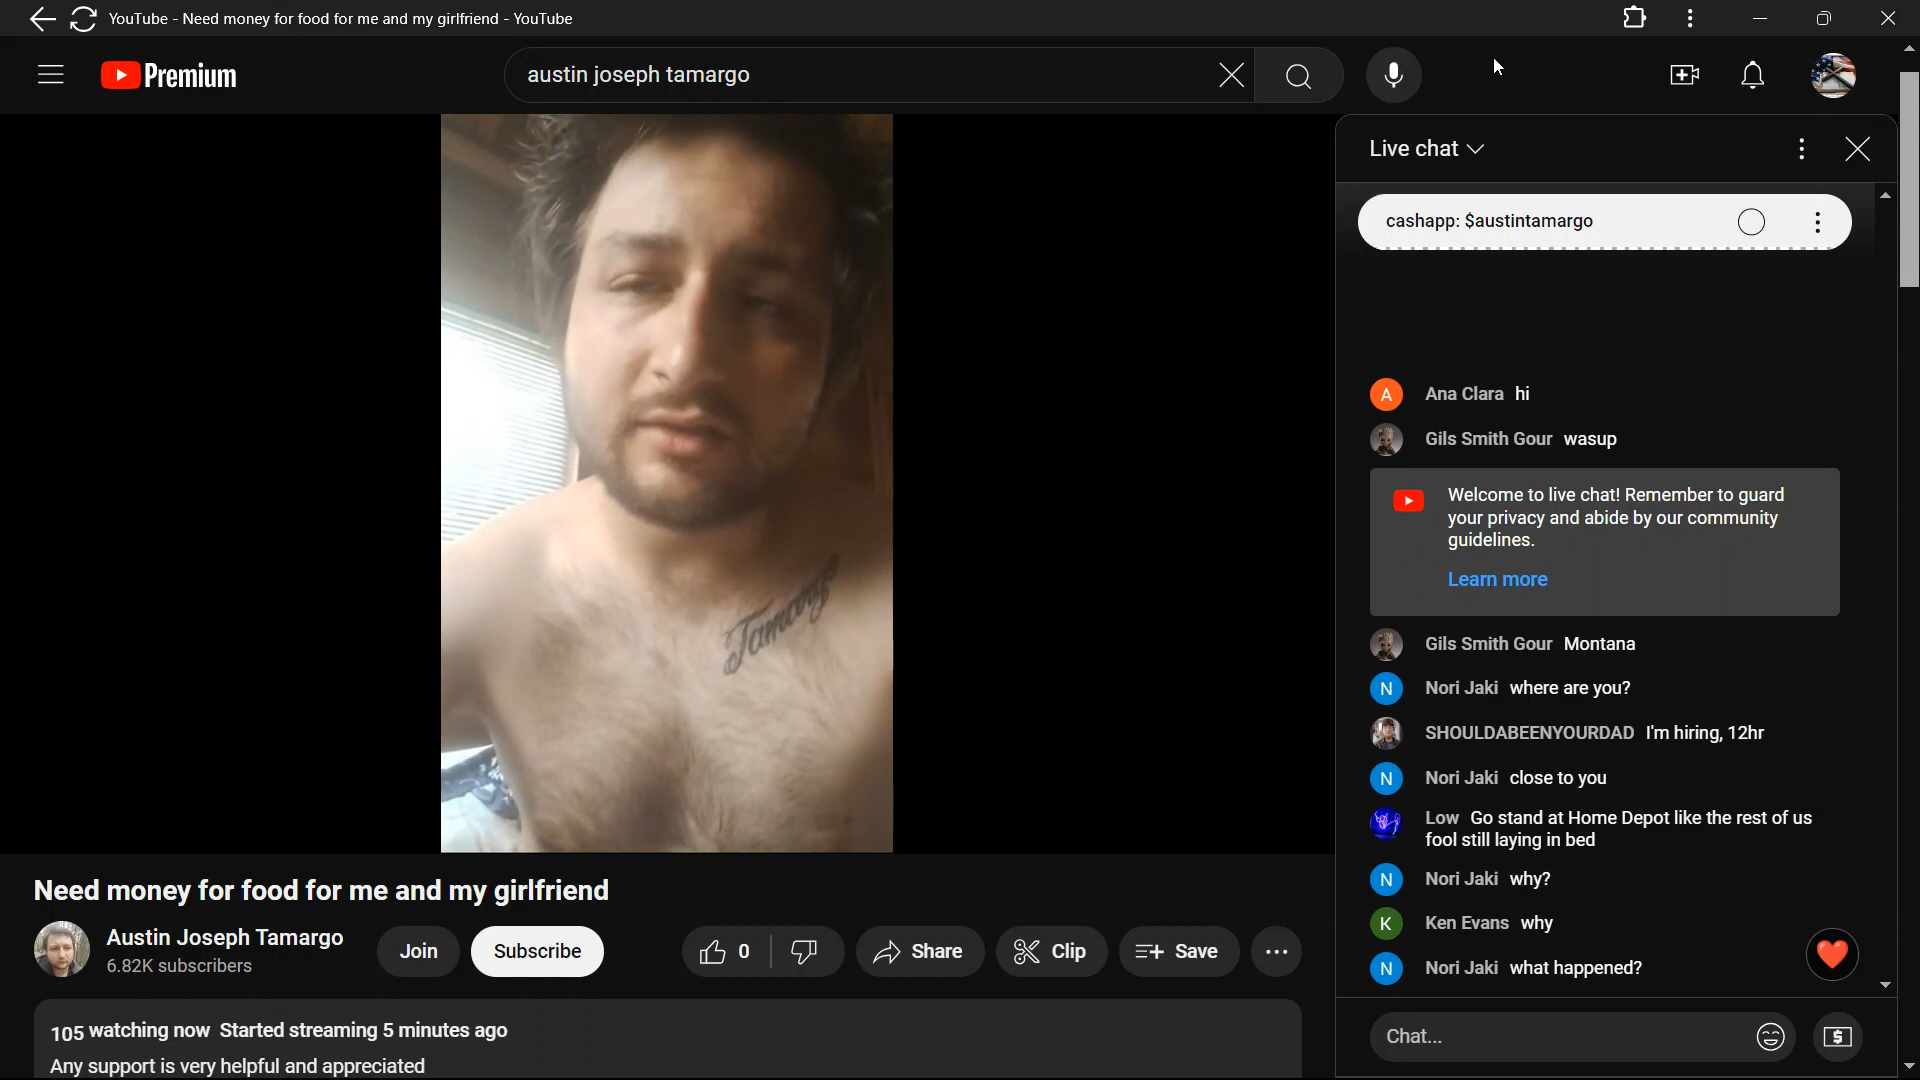 YouTube - Need money for food for me and my girlfriend - YouTube
Premium
austin joseph tamargo
Live chat
cashapp: $austintamargo
A Ana Clara hi
Gils Smith Gour wasup
Welcome to live chat! Remember to guard
your privacy and abide by our community
guidelines.
Learn more
Gils Smith Gour Montana
N Nori Jaki where are you?
SHOULDABEENYOURDAD I'm hiring, 12hr
N Nori Jaki close to you
Low Go stand at Home Depot like the rest of us
fool still laying in bed
N Nori Jaki why?
K Ken Evans why
N Nori Jaki what happened?
Chat...
Tamargo
Need money for food for me and my girlfriend
Austin Joseph Tamargo
6.82K subscribers
Join
Subscribe
0
Share
Clip
Save
105 watching now Started streaming 5 minutes ago
Any support is very helpful and appreciated